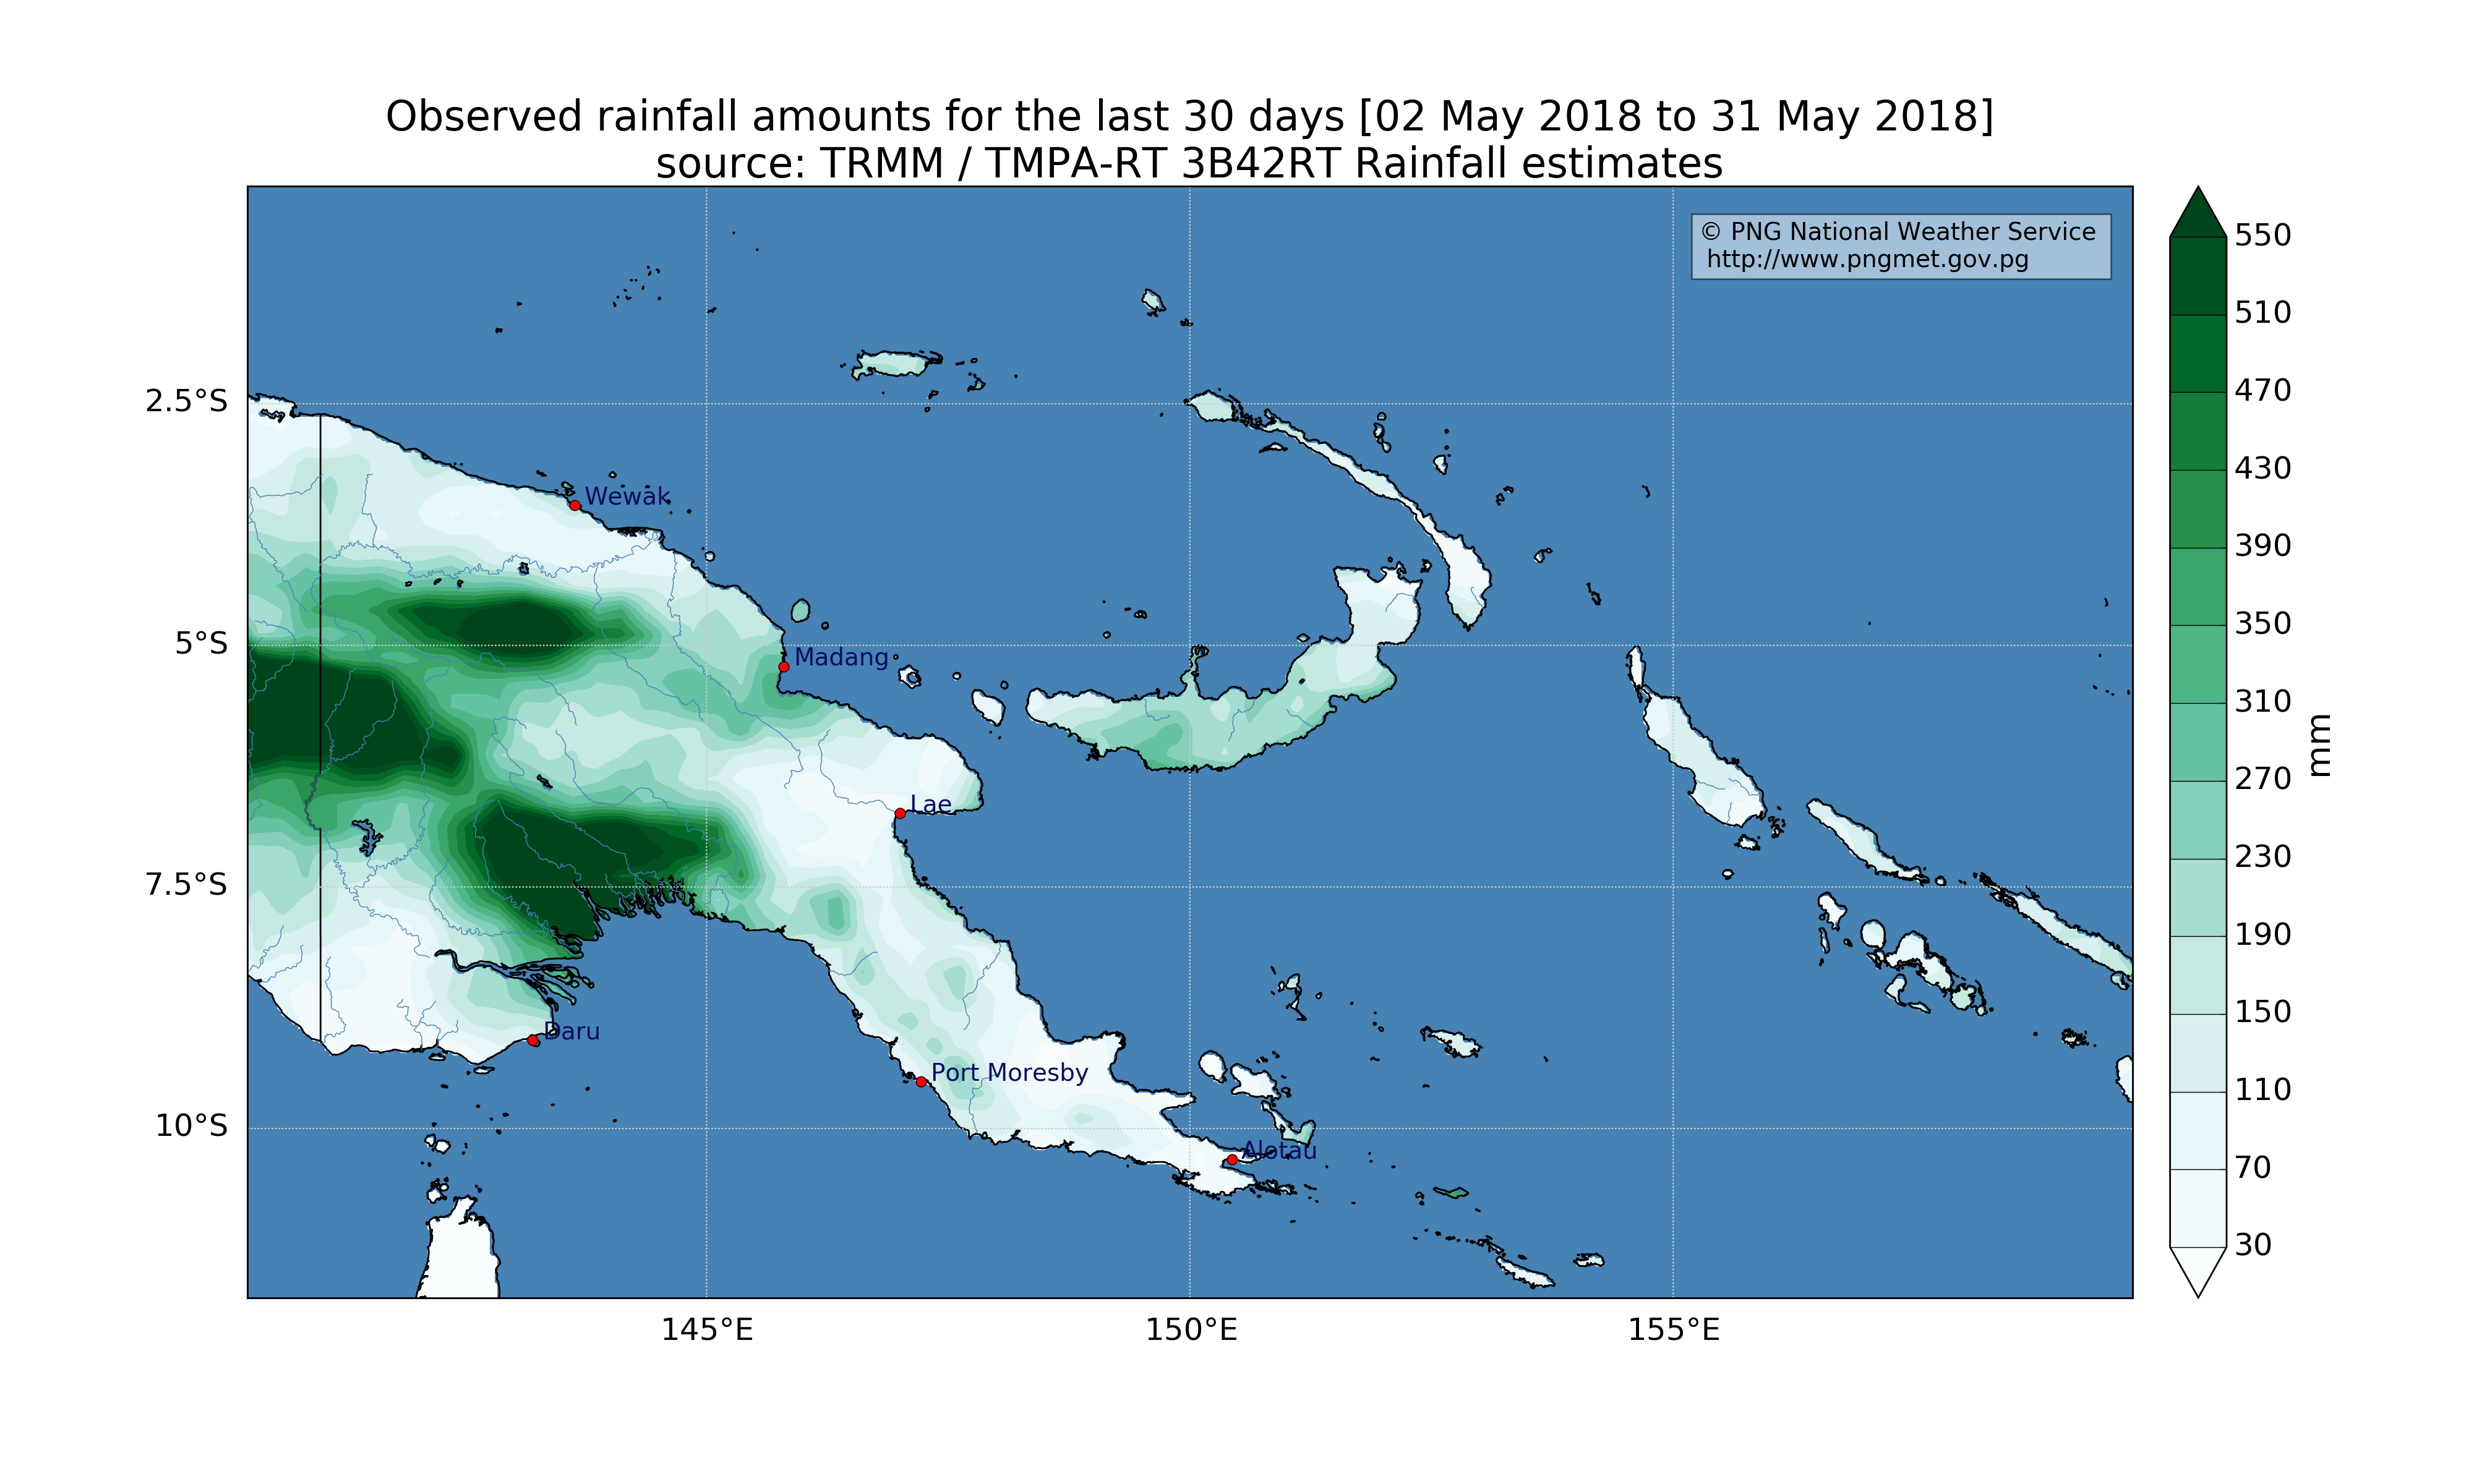 Observed rainfall amounts for the last 30 days [02 May 2018 to 31 May 2018]
source: TRMM / TMPA-RT 3B42RT Rainfall estimates
© PNG National Weather Service
http://www.pngmet.gov.pg
2.5°S
5°S
7.5°S
10°S
Wewak
Madang
Lae
Daru
Port Moresby
Alotau
145°E
150°E
155°E
550
510
470
430
390
350
310
270
230
190
150
110
70
30
mm